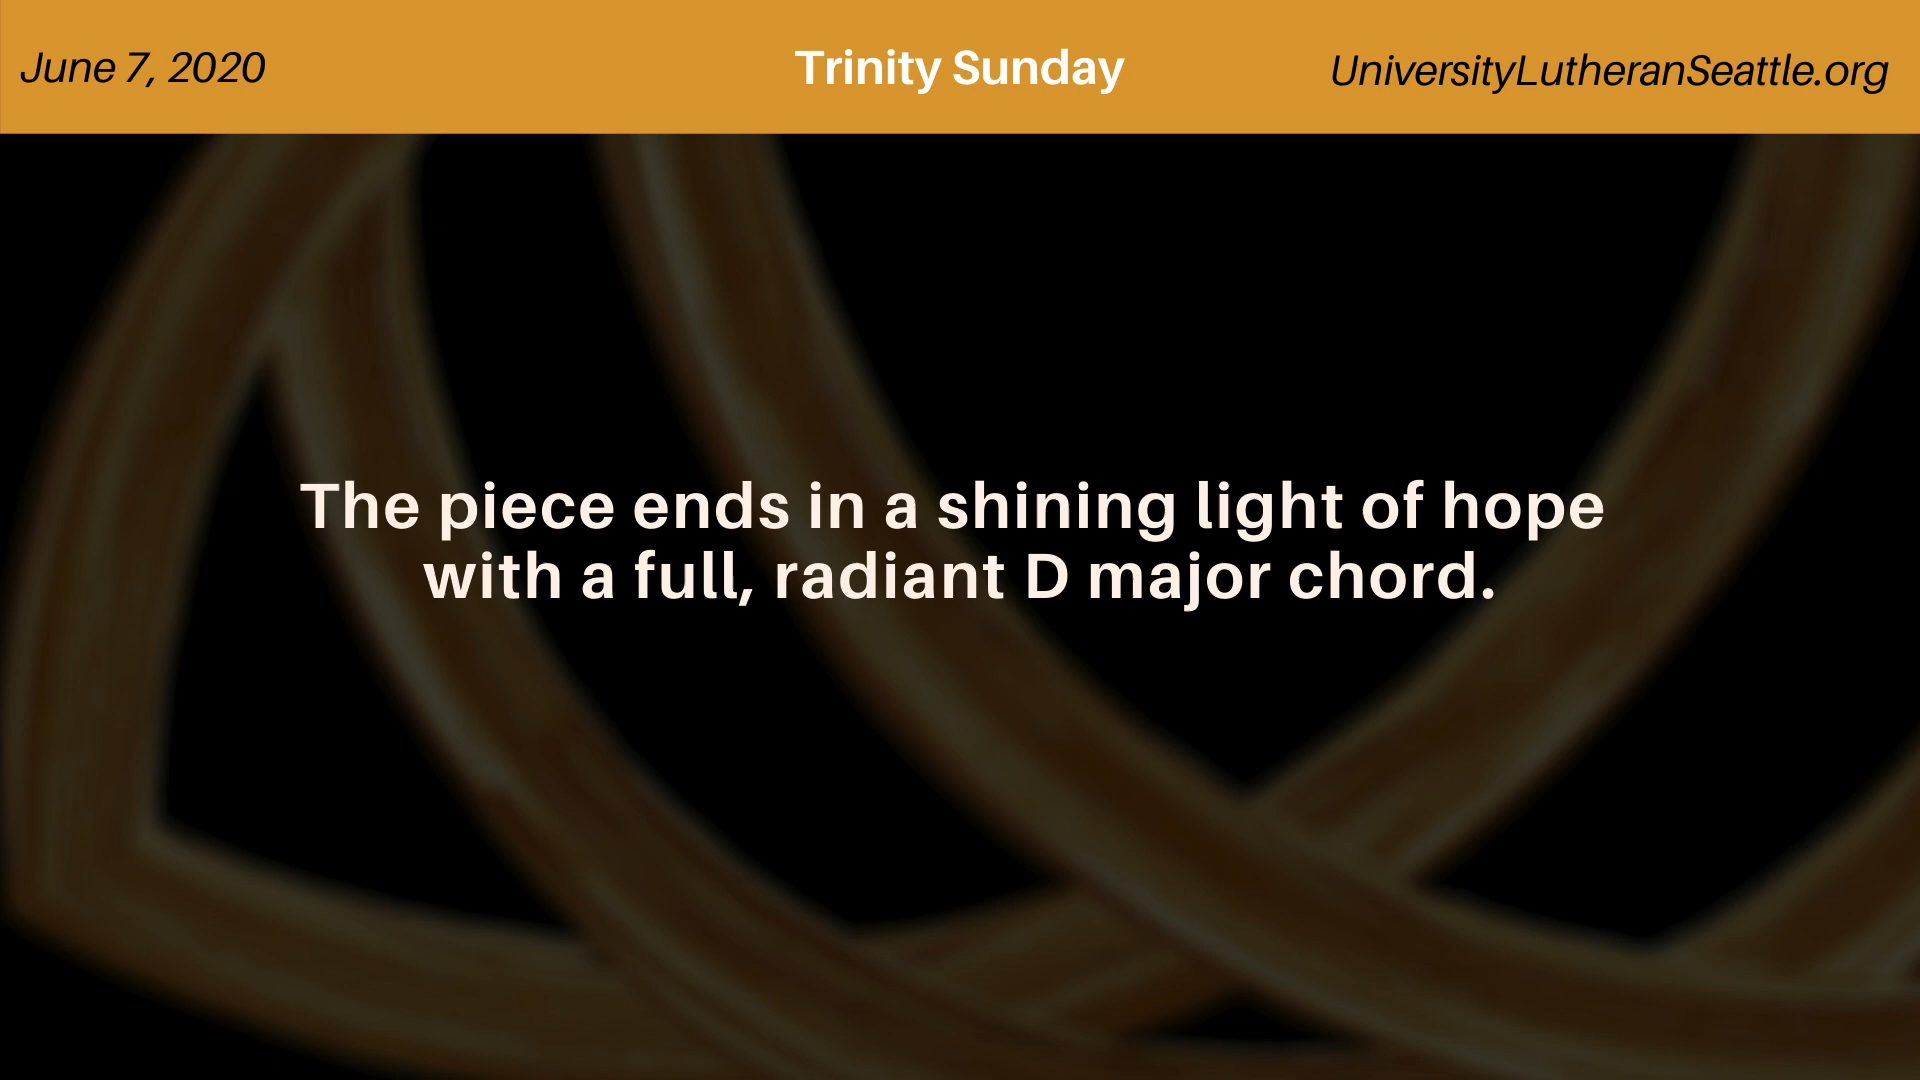 June 7, 2020
Trinity Sunday
UniversityLutheranSeattle.org
The piece ends in a shining light of hope
with a full, radiant D major chord.